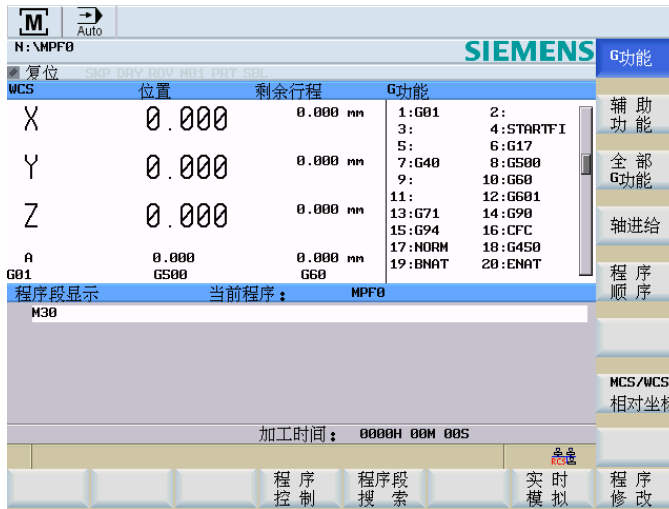 M
Auto
N:\MPF0
SIEMENS
G功能
复位 SKP DRY ROV M01 PRT SBL
WCS 位置 剩余行程 G功能
X 0.000 0.000 mm
Y 0.000 0.000 mm
Z 0.000 0.000 mm
A 0.000 0.000 mm
G01 G500 G60
1:G01 2:
3: 4:STARTFI
5: 6:G17
7:G40 8:G500
9: 10:G60
11: 12:G601
13:G71 14:G90
15:G94 16:CFC
17:NORM 18:G450
19:BNAT 20:ENAT
程序段显示 当前程序: MPF0
M30
加工时间: 0000H 00M 00S
RCS
辅 助
功 能
全 部
G功能
轴进给
程 序
顺 序
MCS/WCS
相对坐标
程 序
控 制
程序段
搜 索
实 时
模 拟
程 序
修 改